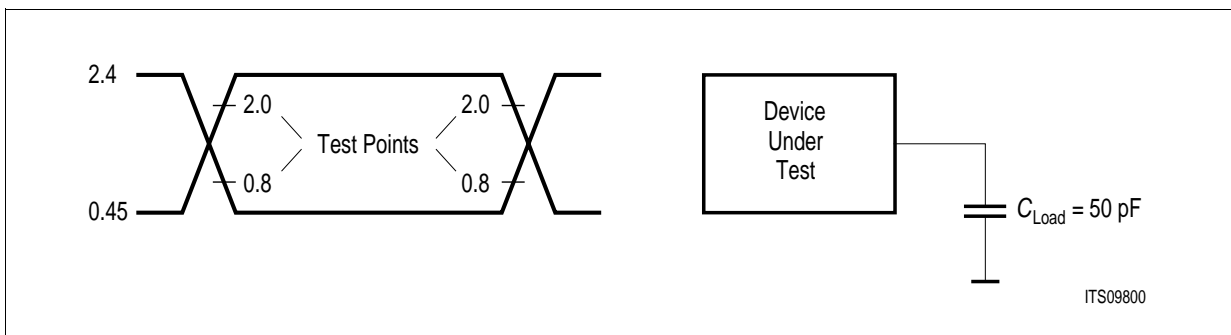 2.4
2.0
2.0
Test Points
0.8
0.8
0.45
Device
Under
Test
C Load = 50 pF
ITS09800